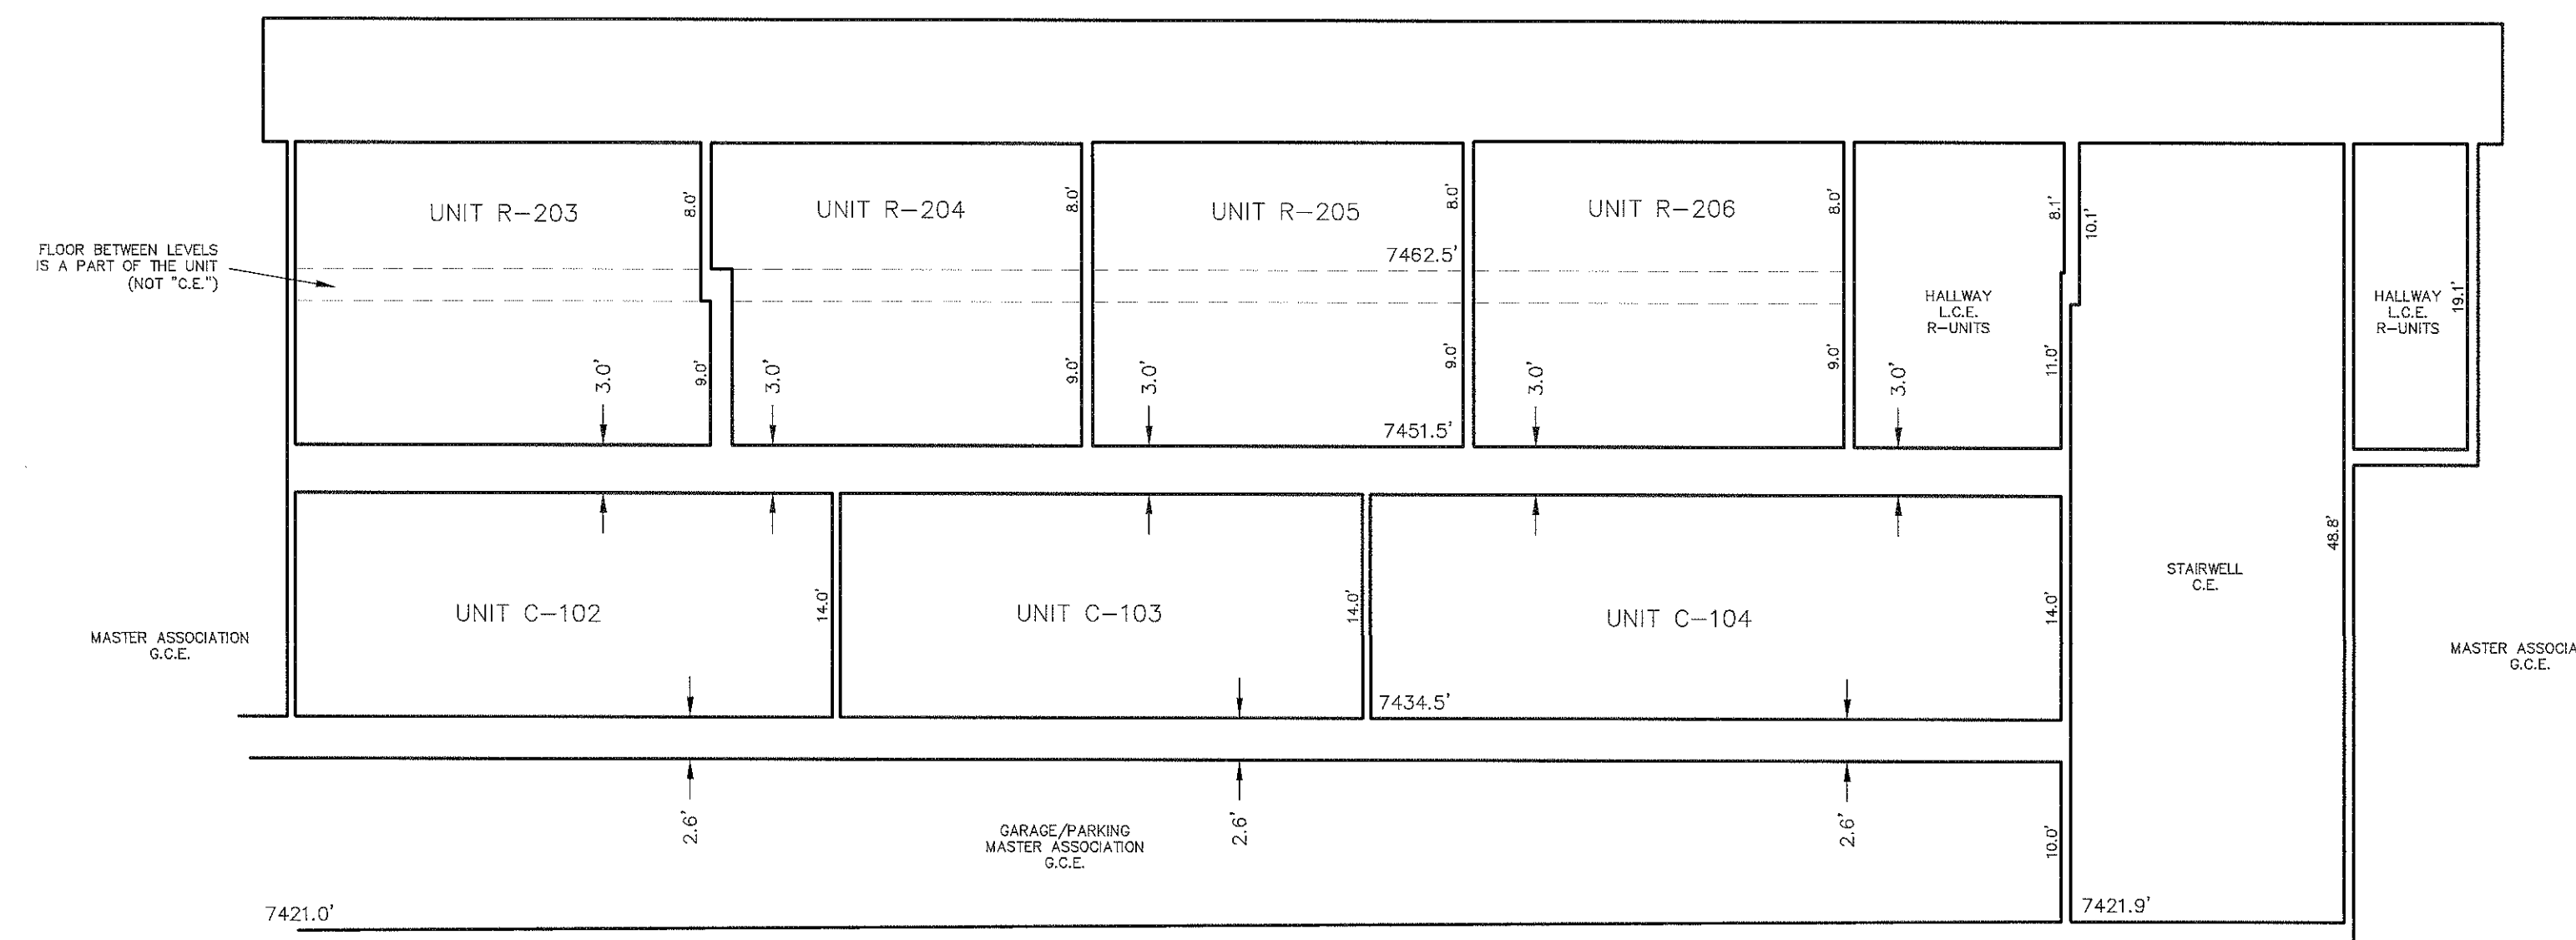 UNIT R-203
8.0'
UNIT R-204
8.0'
UNIT R-205
8.0'
UNIT R-206
8.0'
8.1'
10.1'
FLOOR BETWEEN LEVELS
IS A PART OF THE UNIT
(NOT "C.E.")
7462.5'
HALLWAY
L.C.E.
R-UNITS
HALLWAY
L.C.E.
R-UNITS
19.1'
3.0'
9.0'
3.0'
9.0'
3.0'
9.0'
3.0'
9.0'
3.0'
11.0'
7451.5'
UNIT C-102
14.0'
UNIT C-103
14.0'
UNIT C-104
14.0'
STAIRWELL
C.E.
48.8'
MASTER ASSOCIATION
G.C.E.
MASTER ASSOCIA
G.C.E.
7434.5'
2.6'
GARAGE/PARKING
MASTER ASSOCIATION
G.C.E.
2.6'
2.6'
10.0'
7421.0'
7421.9'